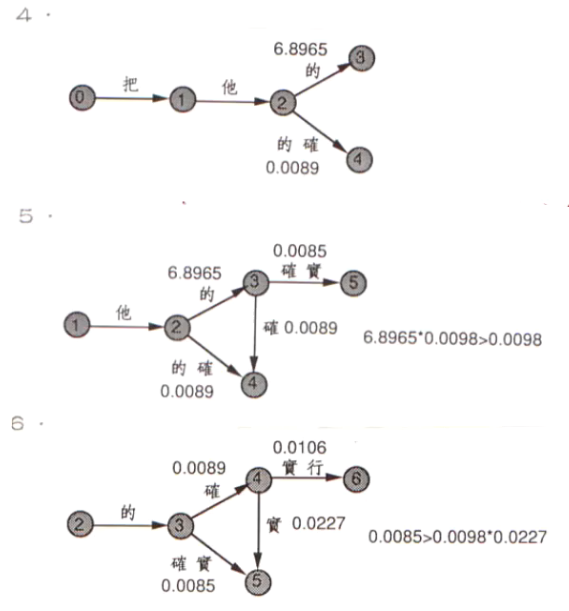 4 .
6.8965
3
的
把
他
0
1
2
的 確
4
0.0089
5 .
0.0085
6.8965
3
確 實
5
的
他
確 0.0089
1
2
6.8965*0.0098>0.0098
的 確
0.0089
4
6 .
0.0106
0.0089
4
實 行
6
確
的
實 0.0227
2
3
0.0085>0.0098*0.0227
確 實
0.0085
5